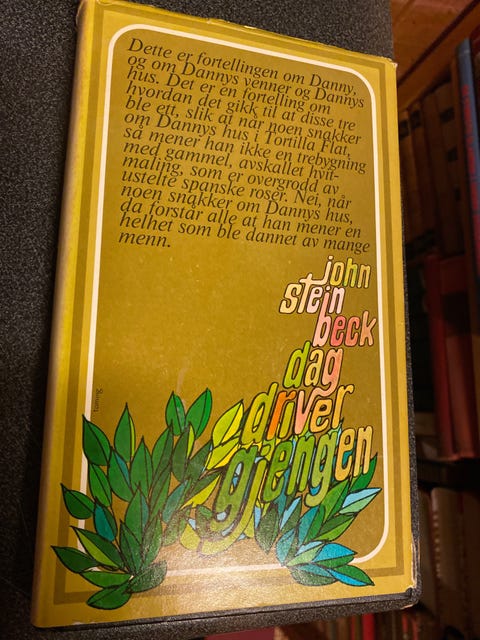 Dette er fortellingen om Danny,
og om Dannys venner og Dannys
hus. Det er en fortelling om
hvordan det gikk til at disse tre
ble ett, slik at når noen snakker
om Dannys hus i Tortilla Flat,
så mener han ikke en trebygning
med gammel, avskallet hvit-
maling, som er overgrodd av
ustelte spanske roser. Nei, når
noen snakker om Dannys hus,
da forstår alle at han mener en
helhet som ble dannet av mange
menn.
john
stein
beck
dag
driver
gjengen